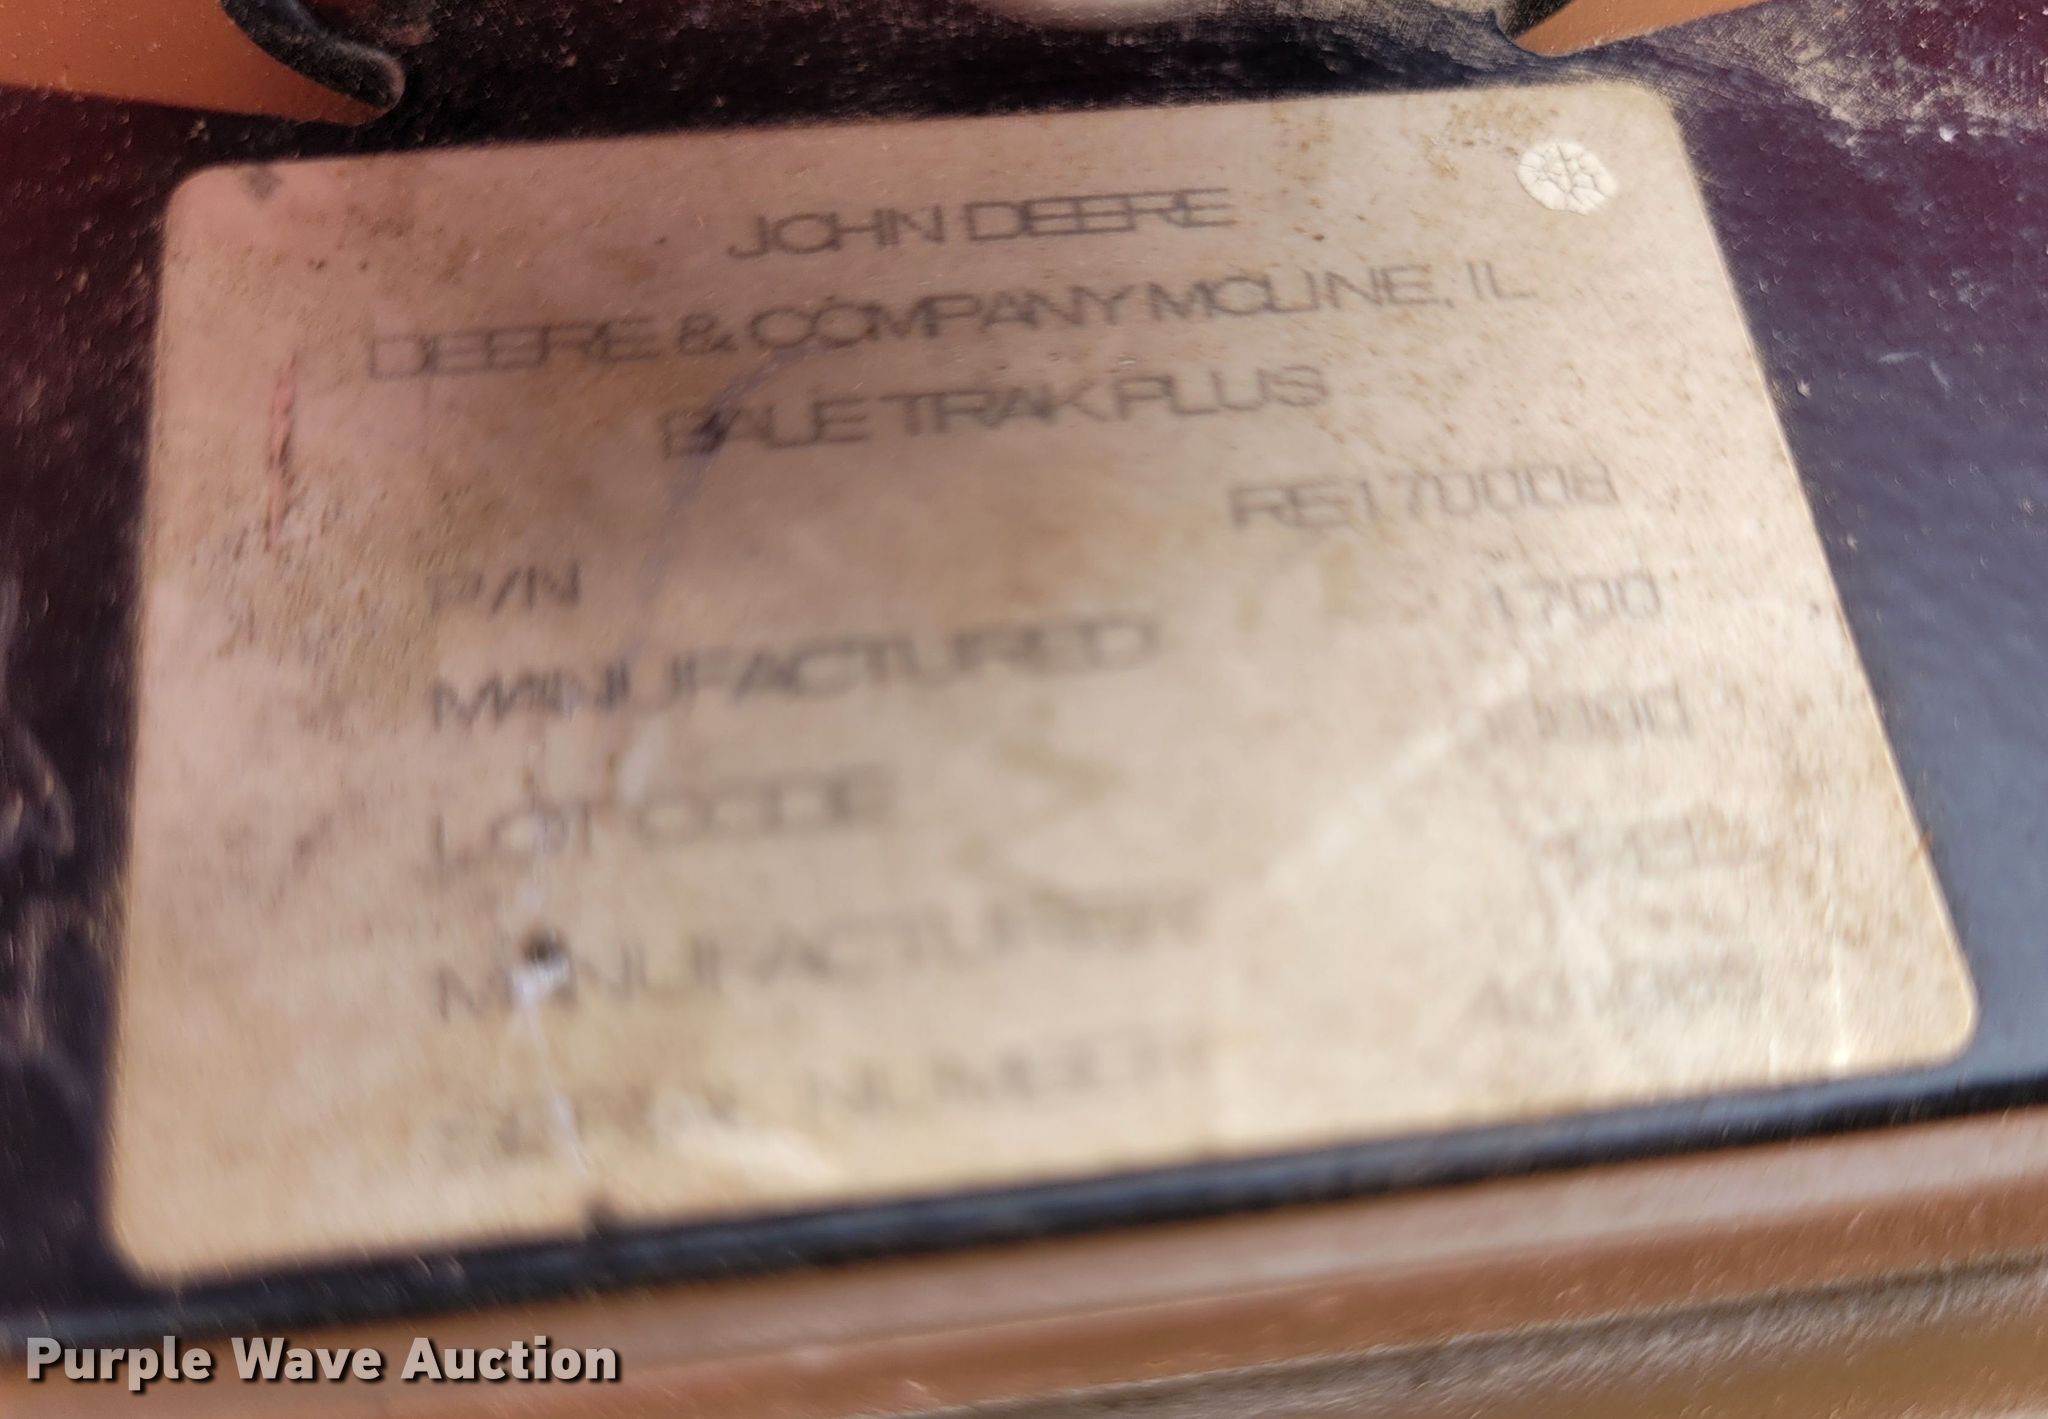 JOHN DEERE
DEERE & COMPANY MOLINE, IL
BALE TRAK PLUS
P/N RE170008
MANUFACTURED 1700
LOT CODE
MANUFACTURER
NUMBER
Purple Wave Auction